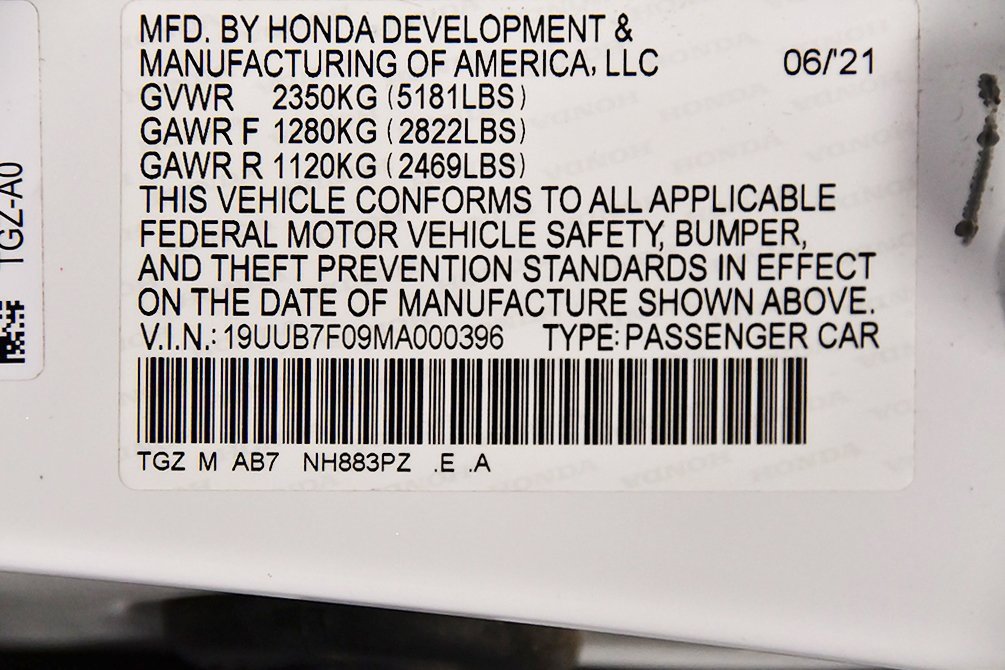 MFD. BY HONDA DEVELOPMENT &
MANUFACTURING OF AMERICA, LLC 06/'21
GVWR 2350KG (5181LBS)
GAWR F 1280KG (2822LBS)
GAWR R 1120KG (2469LBS)
THIS VEHICLE CONFORMS TO ALL APPLICABLE
FEDERAL MOTOR VEHICLE SAFETY, BUMPER,
AND THEFT PREVENTION STANDARDS IN EFFECT
ON THE DATE OF MANUFACTURE SHOWN ABOVE.
V.I.N.: 19UUB7F09MA000396 TYPE: PASSENGER CAR
TGZ M AB7 NH883PZ .E .A
TGZ-A0